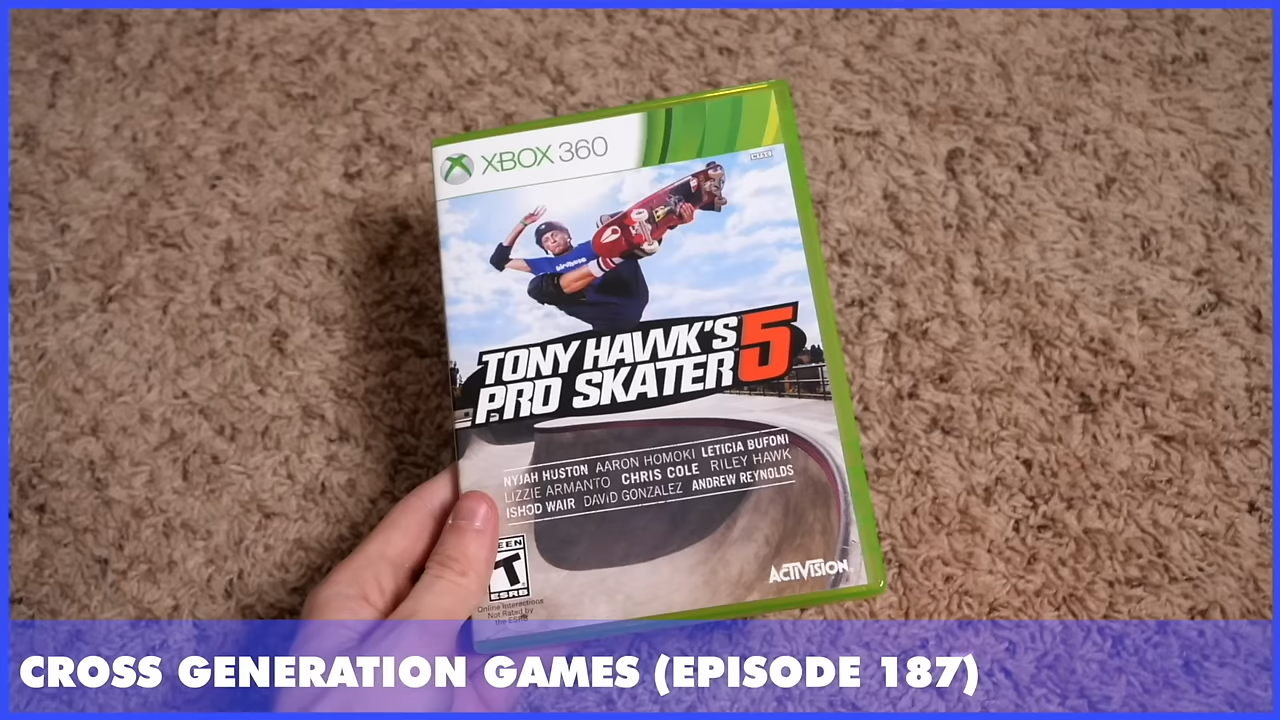 XBOX 360
NTSC
birdhouse
TONY HAWK'S
PRO SKATER 5
NYJAH HUSTON AARON HOMOKI LETICIA BUFONI
LIZZIE ARMANTO CHRIS COLE RILEY HAWK
ISHOD WAIR DAVID GONZALEZ ANDREW REYNOLDS
TEEN
T
ESRB
Online Interactions
Not Rated by
the ESRB
ACTIVISION
CROSS GENERATION GAMES (EPISODE 187)